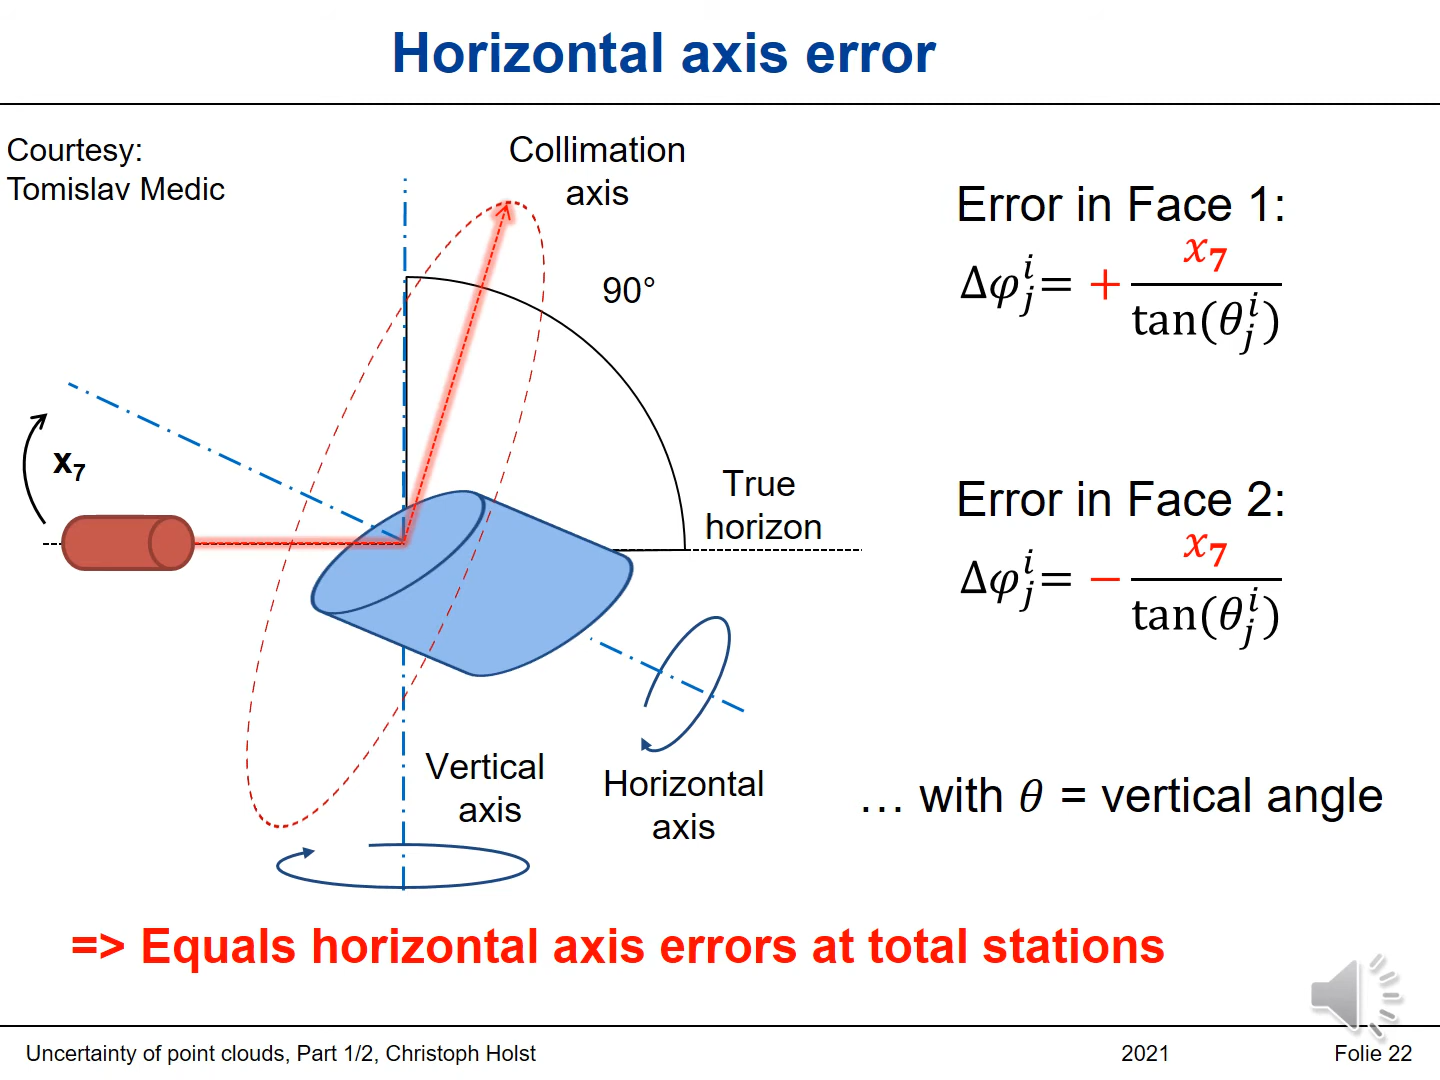 Horizontal axis error
Courtesy:
Tomislav Medic
Collimation
axis
90°
x₇
True
horizon
Vertical
axis
Horizontal
axis
Error in Face 1:
Δφʲⁱ= + x₇ / tan(θⱼⁱ)
Error in Face 2:
Δφⱼⁱ= − x₇ / tan(θⱼⁱ)
… with θ = vertical angle
=> Equals horizontal axis errors at total stations
Uncertainty of point clouds, Part 1/2, Christoph Holst
2021
Folie 22